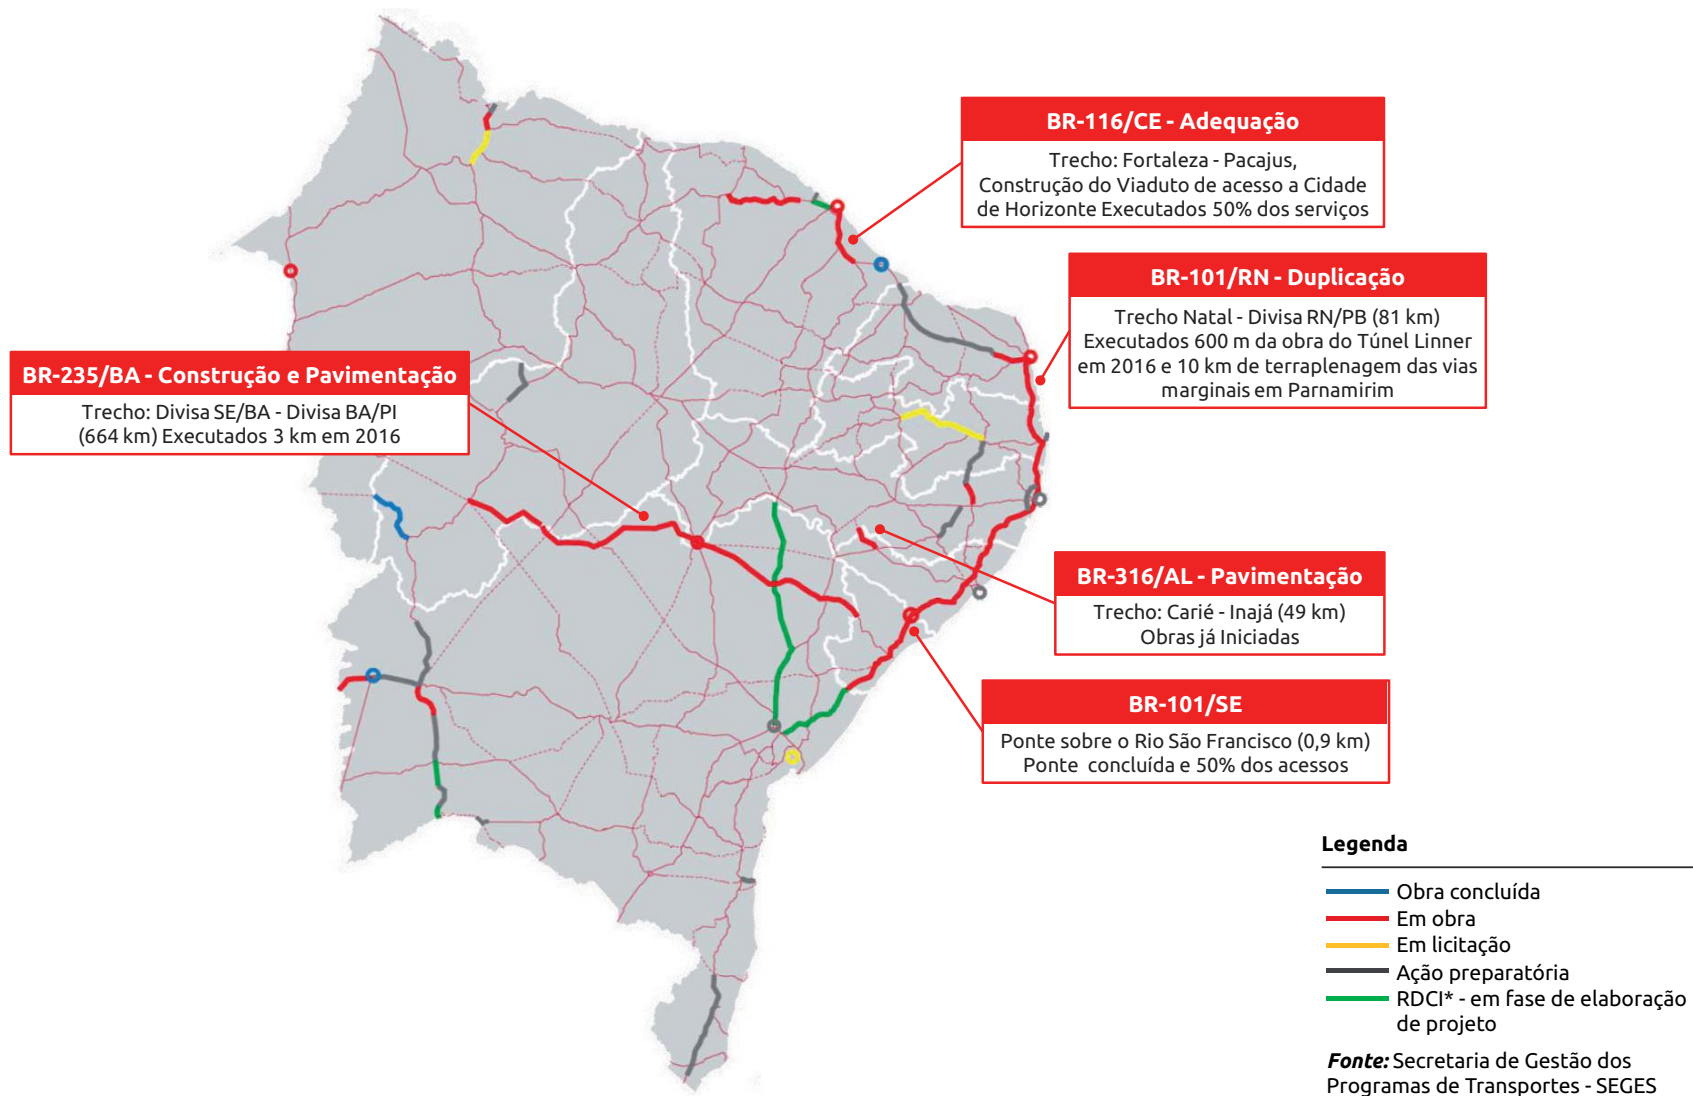 BR-116/CE - Adequação
Trecho: Fortaleza - Pacajus,
Construção do Viaduto de acesso a Cidade
de Horizonte Executados 50% dos serviços
BR-101/RN - Duplicação
Trecho Natal - Divisa RN/PB (81 km)
Executados 600 m da obra do Túnel Linner
em 2016 e 10 km de terraplenagem das vias
marginais em Parnamirim
BR-235/BA - Construção e Pavimentação
Trecho: Divisa SE/BA - Divisa BA/PI
(664 km) Executados 3 km em 2016
BR-316/AL - Pavimentação
Trecho: Carié - Inajá (49 km)
Obras já Iniciadas
BR-101/SE
Ponte sobre o Rio São Francisco (0,9 km)
Ponte concluída e 50% dos acessos
Legenda
Obra concluída
Em obra
Em licitação
Ação preparatória
RDCI* - em fase de elaboração
de projeto
Fonte: Secretaria de Gestão dos
Programas de Transportes - SEGES